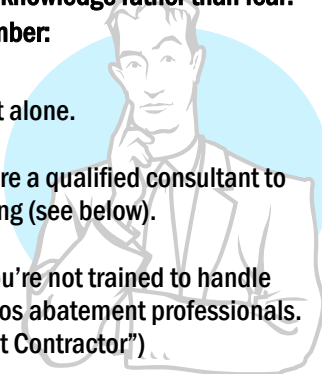 knowledge rather than fear.
mber:
t alone.
re a qualified consultant to
ng (see below).
ou're not trained to handle
os abatement professionals.
t Contractor")